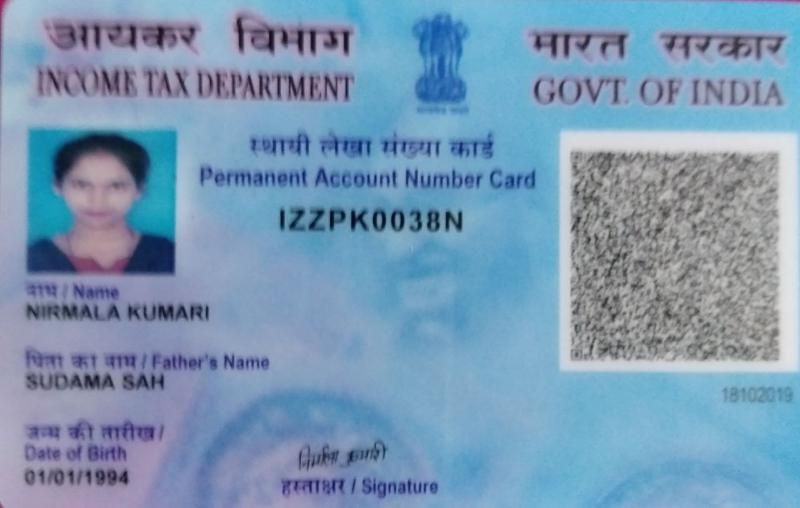 आयकर विभाग
INCOME TAX DEPARTMENT
भारत सरकार
GOVT. OF INDIA
स्थायी लेखा संख्या कार्ड
Permanent Account Number Card
IZZPK0038N
नाम / Name
NIRMALA KUMARI
पिता का नाम / Father's Name
SUDAMA SAH
18102019
जन्म की तारीख /
Date of Birth
01/01/1994
निर्मला कुमारी
हस्ताक्षर / Signature